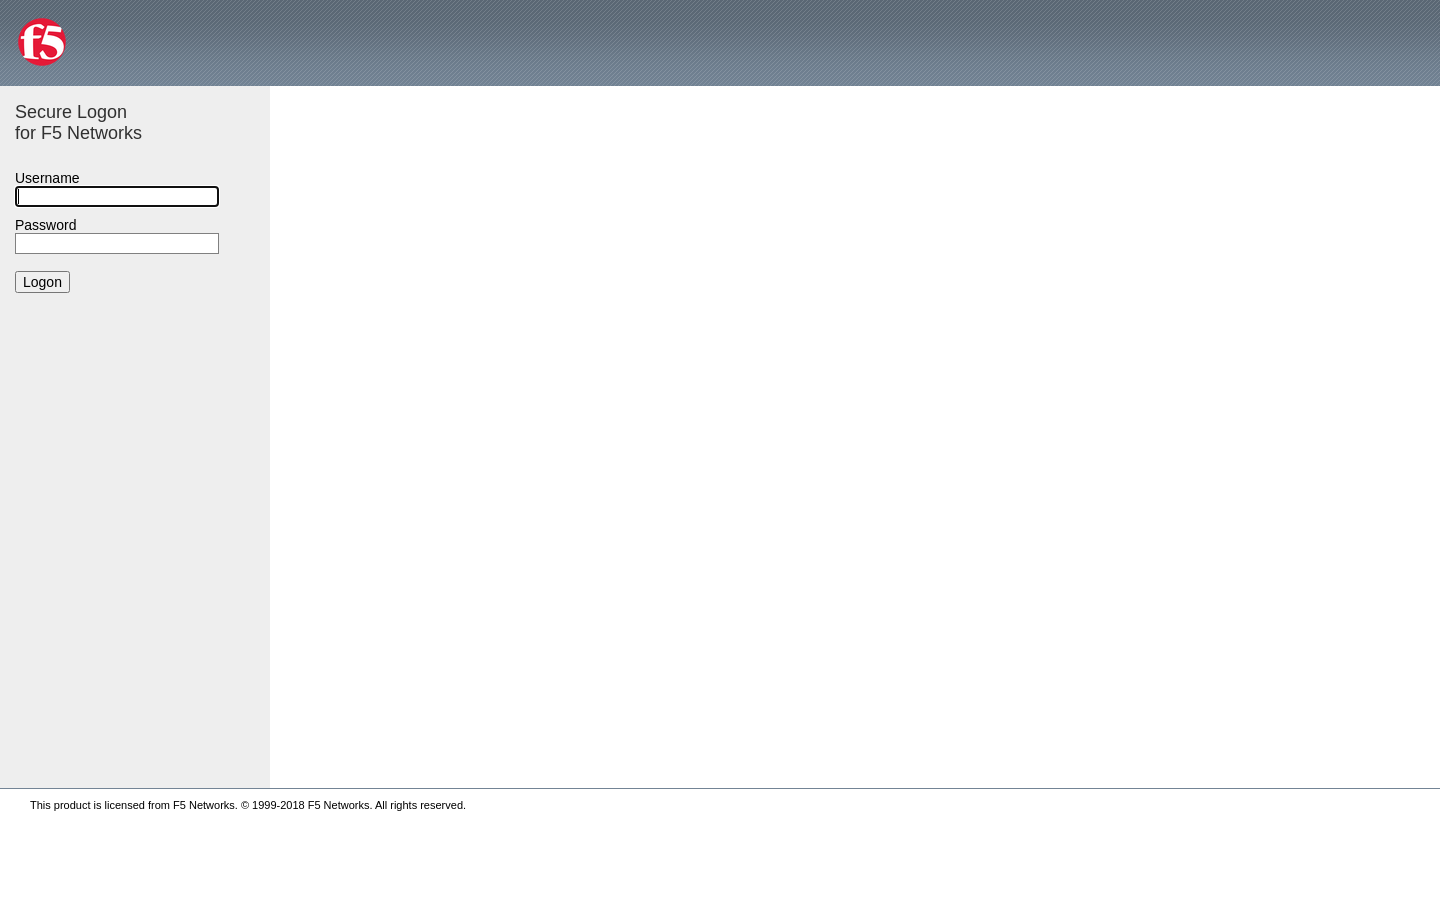 f5
Secure Logon
for F5 Networks
Username
Password
Logon
This product is licensed from F5 Networks. © 1999-2018 F5 Networks. All rights reserved.